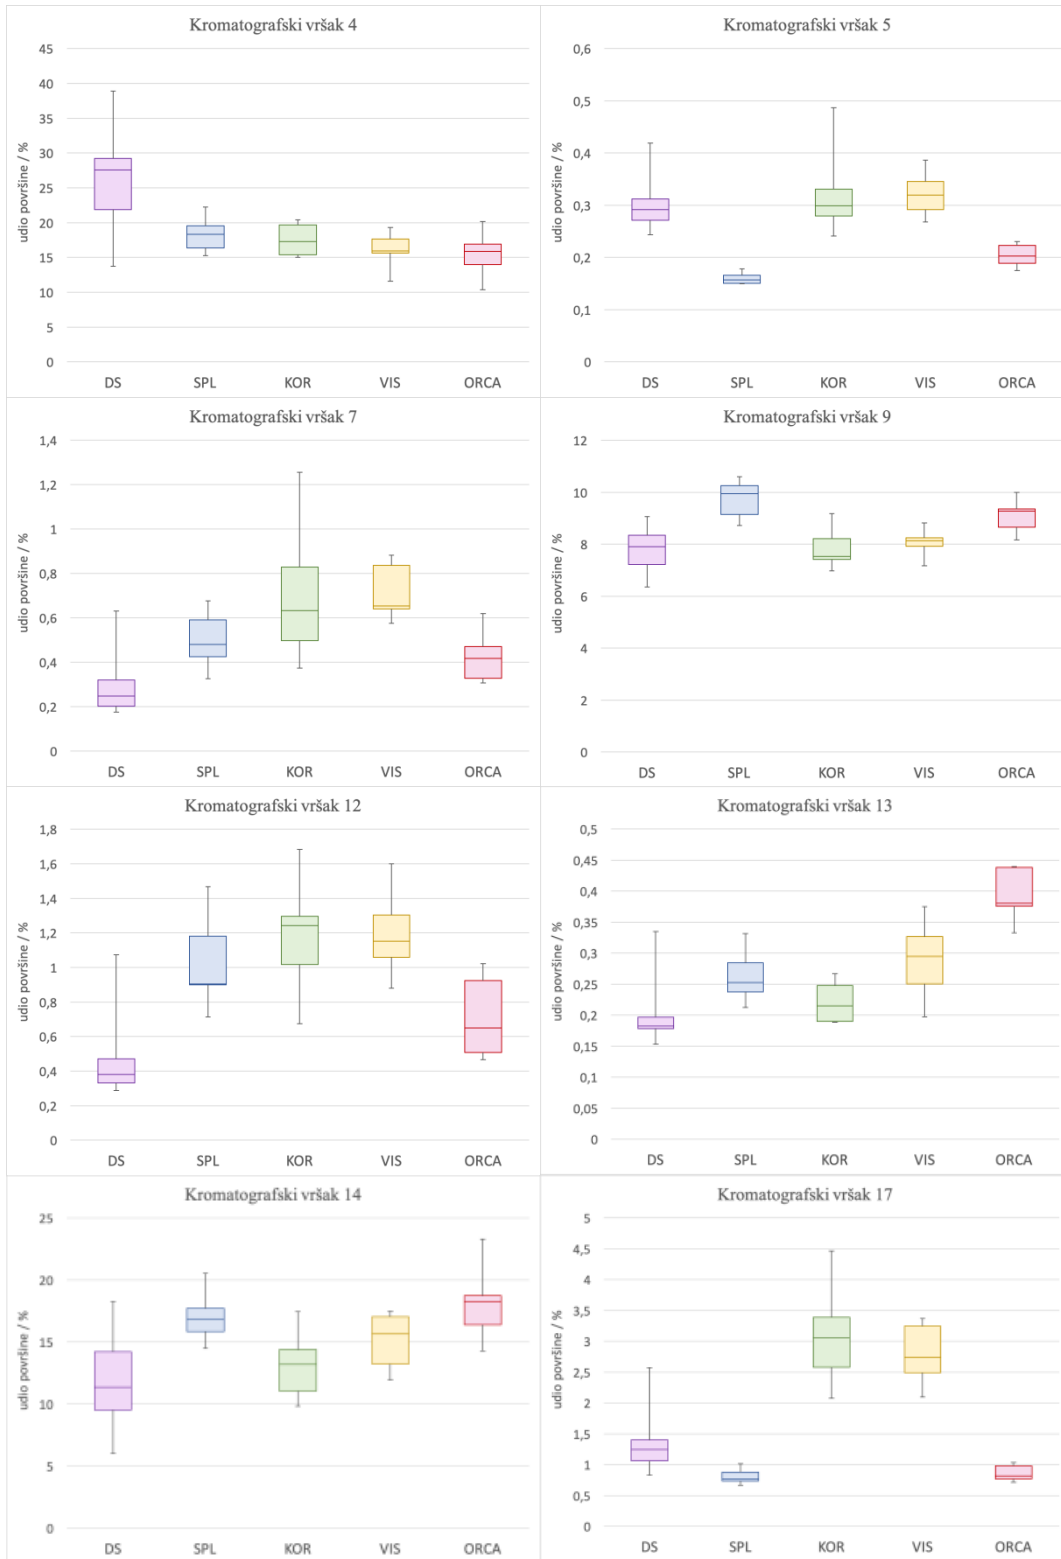 Kromatografski vršak 4
udio površine / %
45
40
35
30
25
20
15
10
5
0
DS SPL KOR VIS ORCA
Kromatografski vršak 5
udio površine / %
0,6
0,5
0,4
0,3
0,2
0,1
0
DS SPL KOR VIS ORCA
Kromatografski vršak 7
udio površine / %
1,4
1,2
1
0,8
0,6
0,4
0,2
0
DS SPL KOR VIS ORCA
Kromatografski vršak 9
udio površine / %
12
10
8
6
4
2
0
DS SPL KOR VIS ORCA
Kromatografski vršak 12
udio površine / %
1,8
1,6
1,4
1,2
1
0,8
0,6
0,4
0,2
0
DS SPL KOR VIS ORCA
Kromatografski vršak 13
udio površine / %
0,5
0,45
0,4
0,35
0,3
0,25
0,2
0,15
0,1
0,05
0
DS SPL KOR VIS ORCA
Kromatografski vršak 14
udio površine / %
25
20
15
10
5
0
DS SPL KOR VIS ORCA
Kromatografski vršak 17
udio površine / %
5
4,5
4
3,5
3
2,5
2
1,5
1
0,5
0
DS SPL KOR VIS ORCA